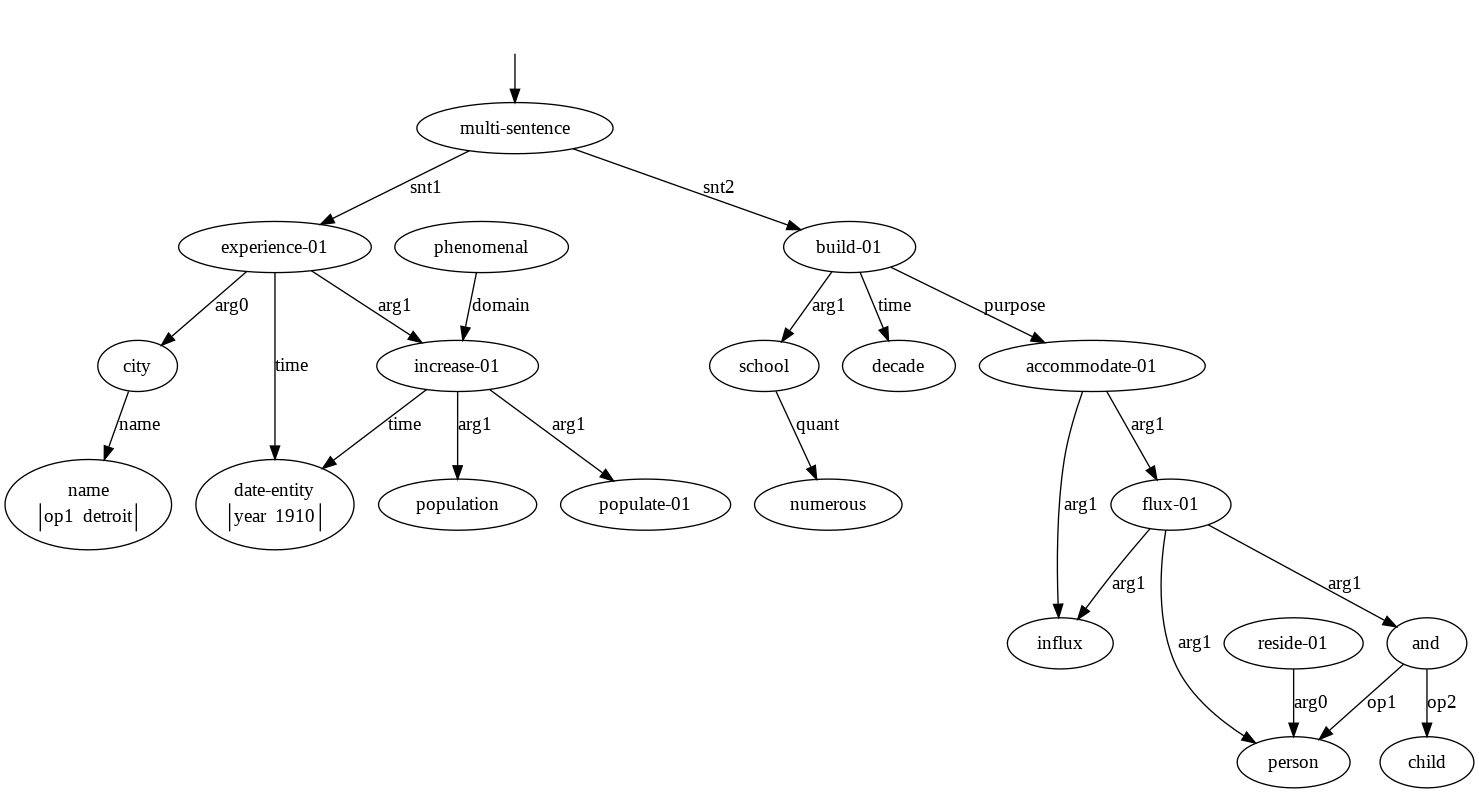 multi-sentence
snt1
snt2
experience-01
phenomenal
build-01
arg0
arg1
domain
arg1
time
purpose
city
time
increase-01
school
decade
accommodate-01
name
time
arg1
arg1
quant
arg1
name
op1 detroit
date-entity
year 1910
population
populate-01
numerous
arg1
flux-01
arg1
arg1
influx
arg1
reside-01
and
arg0
op1
op2
person
child